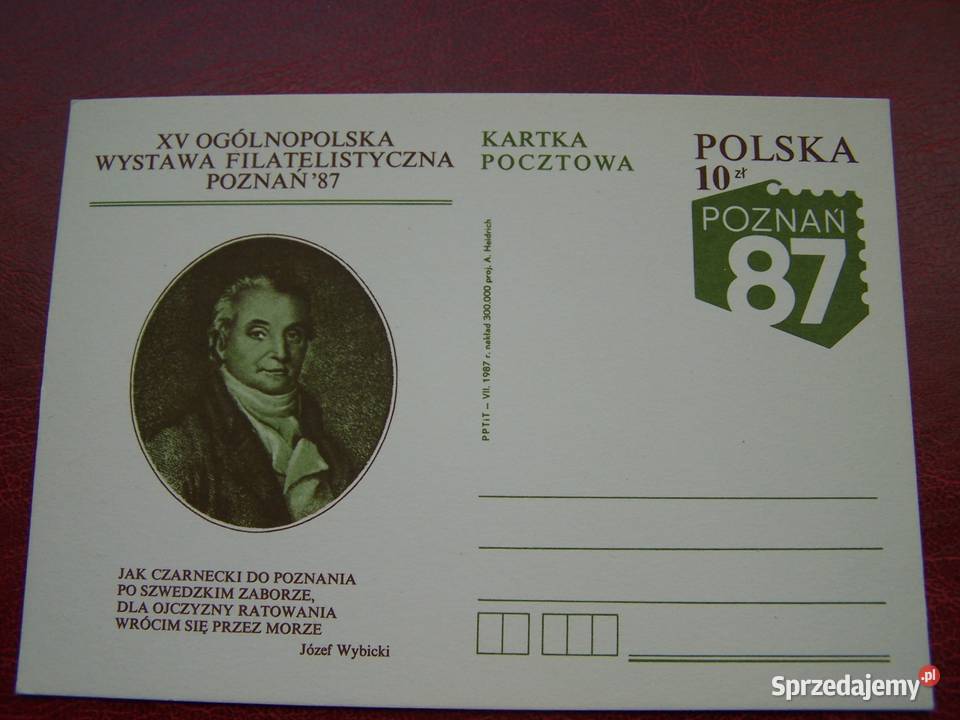 XV OGÓLNOPOLSKA
WYSTAWA FILATELISTYCZNA
POZNAŃ '87
KARTKA
POCZTOWA
POLSKA
10 zł
POZNAŃ
87
PPTiT – VII. 1987 r. nakład 300.000 proj. A. Heidrich
JAK CZARNECKI DO POZNANIA
PO SZWEDZKIM ZABORZE,
DLA OJCZYZNY RATOWANIA
WRÓCIM SIĘ PRZEZ MORZE
Józef Wybicki
Sprzedajemy.pl